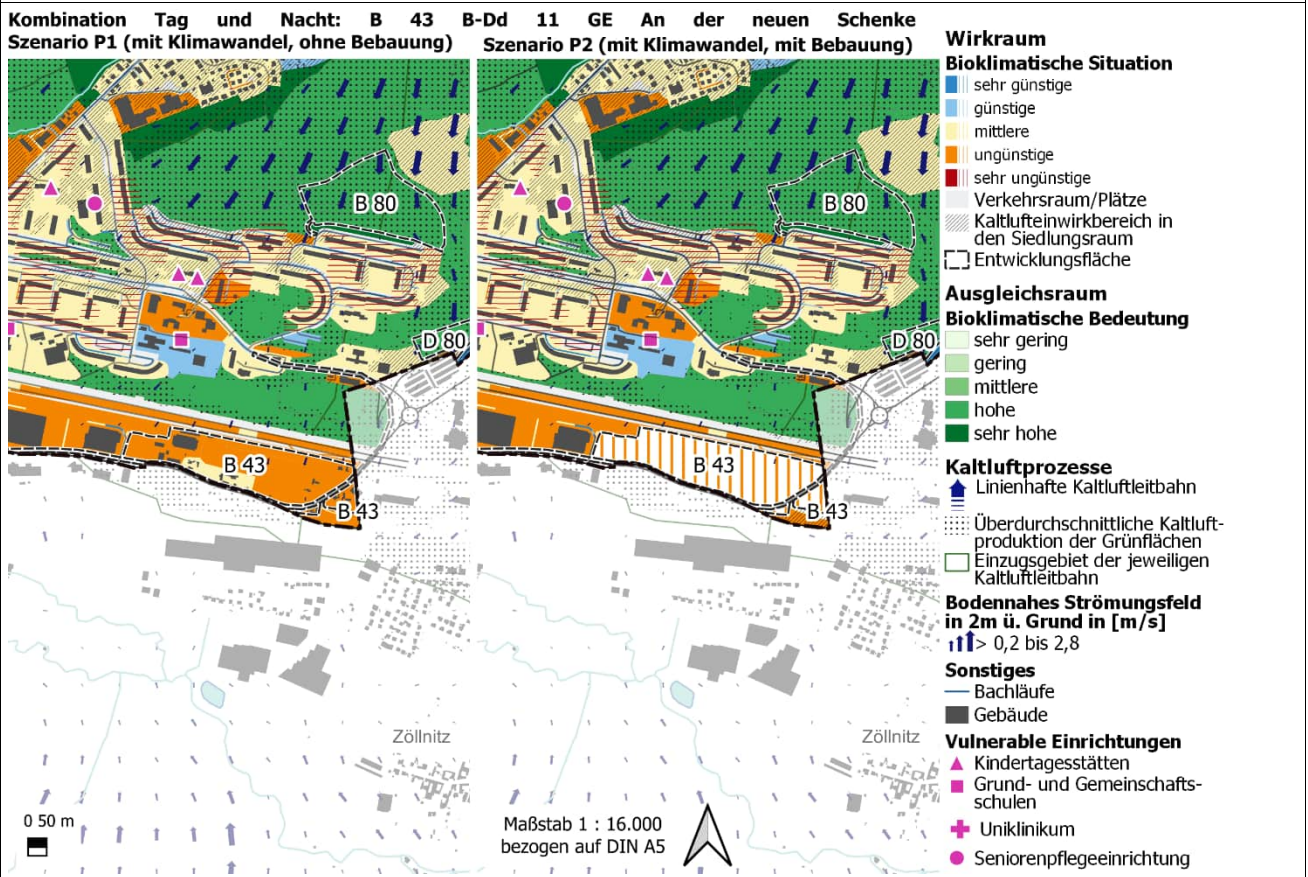 Kombination Tag und Nacht: B 43 B-Dd 11 GE An der neuen Schenke
Szenario P1 (mit Klimawandel, ohne Bebauung)
Szenario P2 (mit Klimawandel, mit Bebauung)
B 80
D 80
B 43
B 43
Zöllnitz
0 50 m
B 80
D 80
B 43
B 43
Zöllnitz
Maßstab 1 : 16.000
bezogen auf DIN A5
Wirkraum
Bioklimatische Situation
sehr günstige
günstige
mittlere
ungünstige
sehr ungünstige
Verkehrsraum/Plätze
Kaltlufteinwirkbereich in
den Siedlungsraum
Entwicklungsfläche
Ausgleichsraum
Bioklimatische Bedeutung
sehr gering
gering
mittlere
hohe
sehr hohe
Kaltluftprozesse
Linienhafte Kaltluftleitbahn
Überdurchschnittliche Kaltluft-
produktion der Grünflächen
Einzugsgebiet der jeweiligen
Kaltluftleitbahn
Bodennahes Strömungsfeld
in 2m ü. Grund in [m/s]
> 0,2 bis 2,8
Sonstiges
Bachläufe
Gebäude
Vulnerable Einrichtungen
Kindertagesstätten
Grund- und Gemeinschafts-
schulen
Uniklinikum
Seniorenpflegeeinrichtung